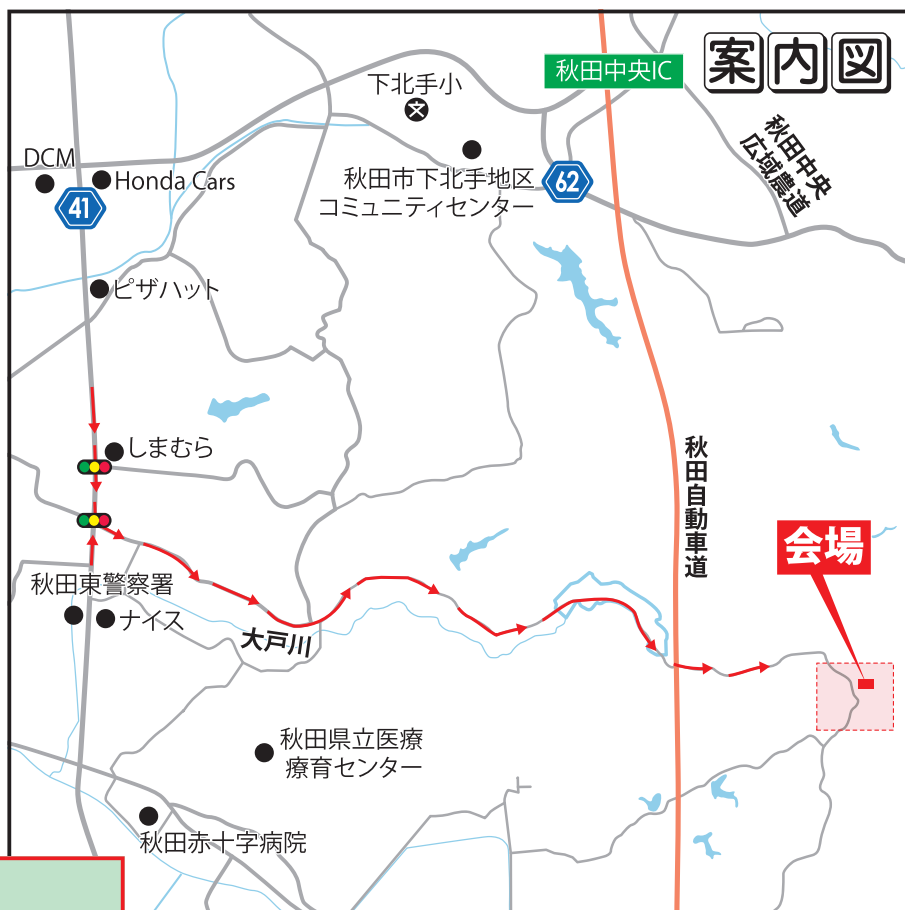 案内図
秋田中央IC
下北手小
文
秋田中央
広域農道
DCM
Honda Cars
41
秋田市下北手地区
コミュニティセンター
62
ピザハット
しまむら
秋田自動車道
会場
秋田東警察署
ナイス
大戸川
秋田県立医療
療育センター
秋田赤十字病院